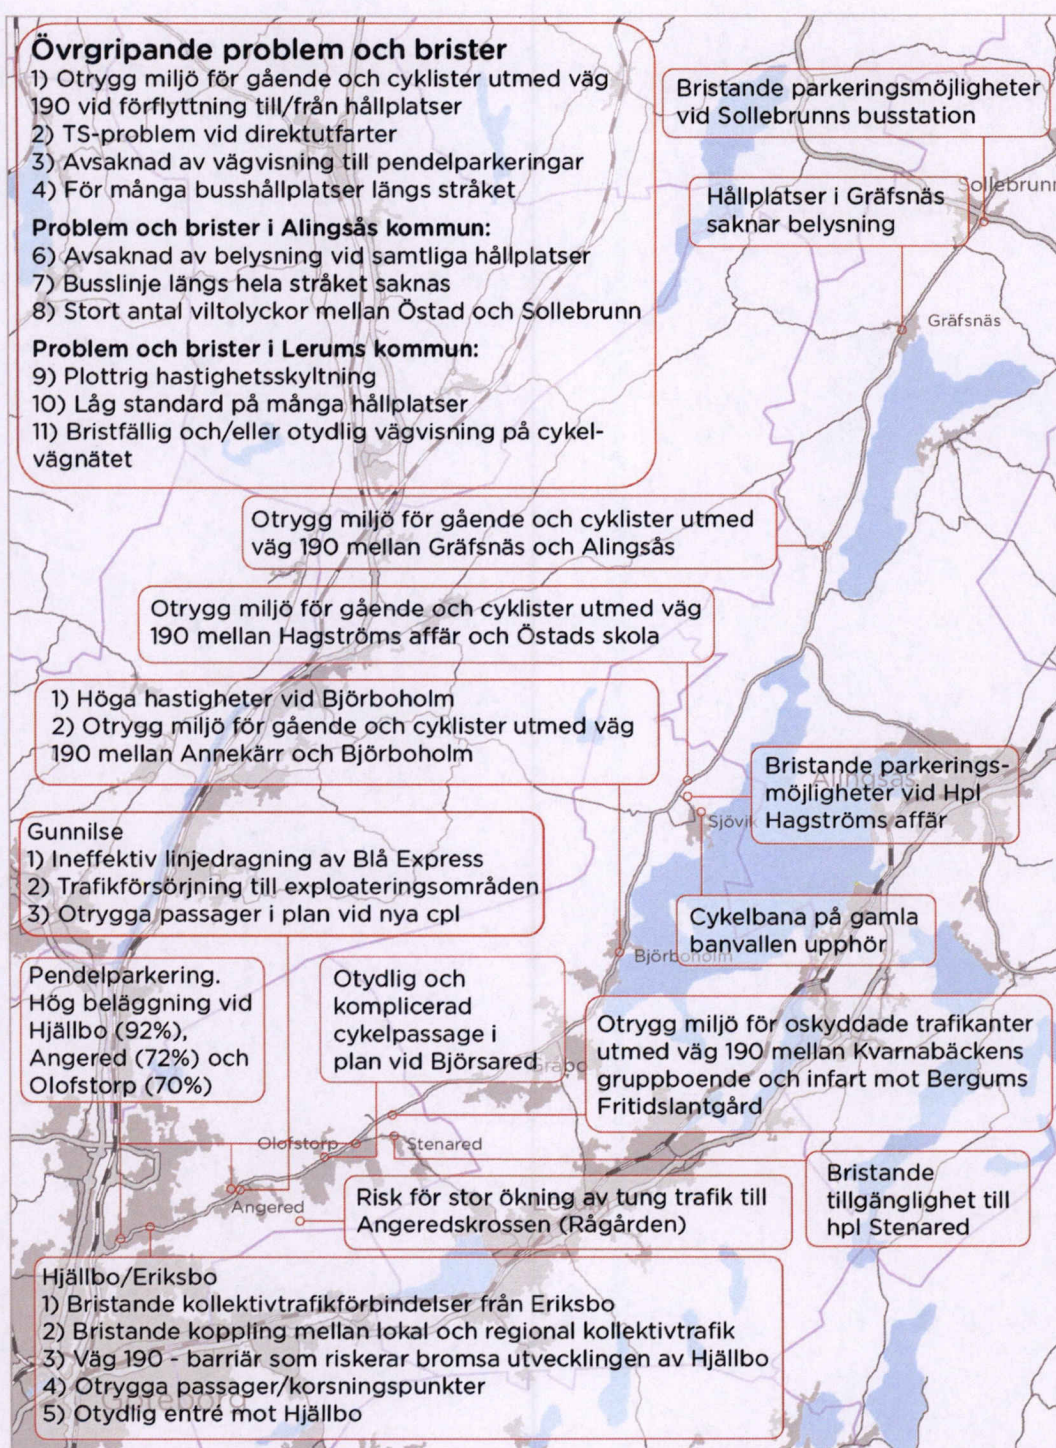 Övrgripande problem och brister
1) Otrygg miljö för gående och cyklister utmed väg
190 vid förflyttning till/från hållplatser
2) TS-problem vid direktutfarter
3) Avsaknad av vägvisning till pendelparkeringar
4) För många busshållplatser längs stråket
Problem och brister i Alingsås kommun:
6) Avsaknad av belysning vid samtliga hållplatser
7) Busslinje längs hela stråket saknas
8) Stort antal viltolyckor mellan Östad och Sollebrunn
Problem och brister i Lerums kommun:
9) Plottrig hastighetsskyltning
10) Låg standard på många hållplatser
11) Bristfällig och/eller otydlig vägvisning på cykel-
vägnätet
Bristande parkeringsmöjligheter
vid Sollebrunns busstation
Sollebrunn
Hållplatser i Gräfsnäs
saknar belysning
Gräfsnäs
Otrygg miljö för gående och cyklister utmed
väg 190 mellan Gräfsnäs och Alingsås
Otrygg miljö för gående och cyklister utmed väg
190 mellan Hagströms affär och Östads skola
1) Höga hastigheter vid Björboholm
2) Otrygg miljö för gående och cyklister utmed väg
190 mellan Annekärr och Björboholm
Bristande parkerings-
möjligheter vid Hpl
Hagströms affär
Alingsås
Sjövik
Gunnilse
1) Ineffektiv linjedragning av Blå Express
2) Trafikförsörjning till exploateringsområden
3) Otrygga passager i plan vid nya cpl
Cykelbana på gamla
banvallen upphör
Björboholm
Pendelparkering.
Hög beläggning vid
Hjällbo (92%),
Angered (72%) och
Olofstorp (70%)
Otydlig och
komplicerad
cykelpassage i
plan vid Björsared
Gråbo
Otrygg miljö för oskyddade trafikanter
utmed väg 190 mellan Kvarnabäckens
gruppboende och infart mot Bergums
Fritidslantgård
Olofstorp
Stenared
Angered
Risk för stor ökning av tung trafik till
Angeredskrossen (Rågården)
Bristande
tillgänglighet till
hpl Stenared
Hjällbo/Eriksbo
1) Bristande kollektivtrafikförbindelser från Eriksbo
2) Bristande koppling mellan lokal och regional kollektivtrafik
3) Väg 190 - barriär som riskerar bromsa utvecklingen av Hjällbo
4) Otrygga passager/korsningspunkter
5) Otydlig entré mot Hjällbo
Göteborg